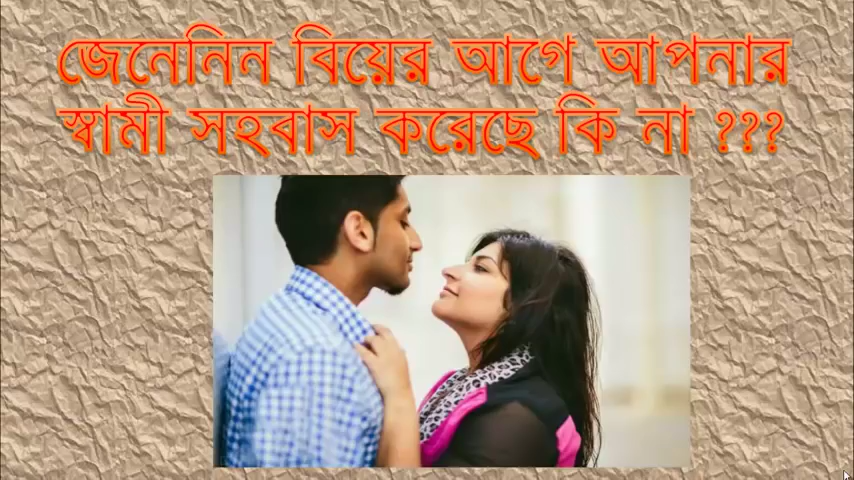 জেনেনিন বিয়ের আগে আপনার
স্বামী সহবাস করেছে কি না ???